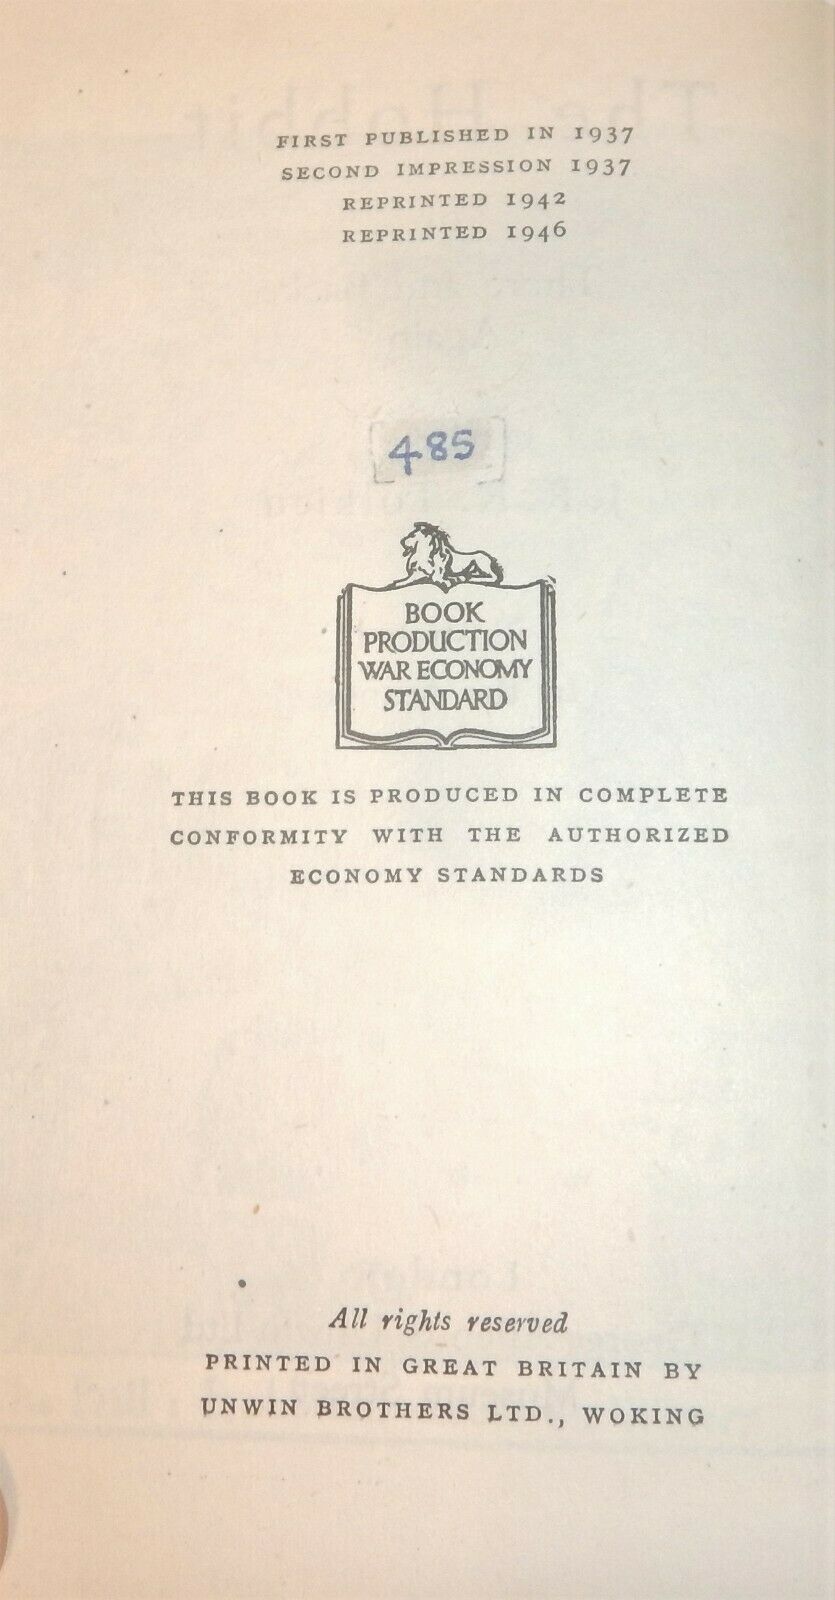 FIRST PUBLISHED IN 1937
SECOND IMPRESSION 1937
REPRINTED 1942
REPRINTED 1946
485
BOOK
PRODUCTION
WAR ECONOMY
STANDARD
THIS BOOK IS PRODUCED IN COMPLETE
CONFORMITY WITH THE AUTHORIZED
ECONOMY STANDARDS
All rights reserved
PRINTED IN GREAT BRITAIN BY
UNWIN BROTHERS LTD., WOKING